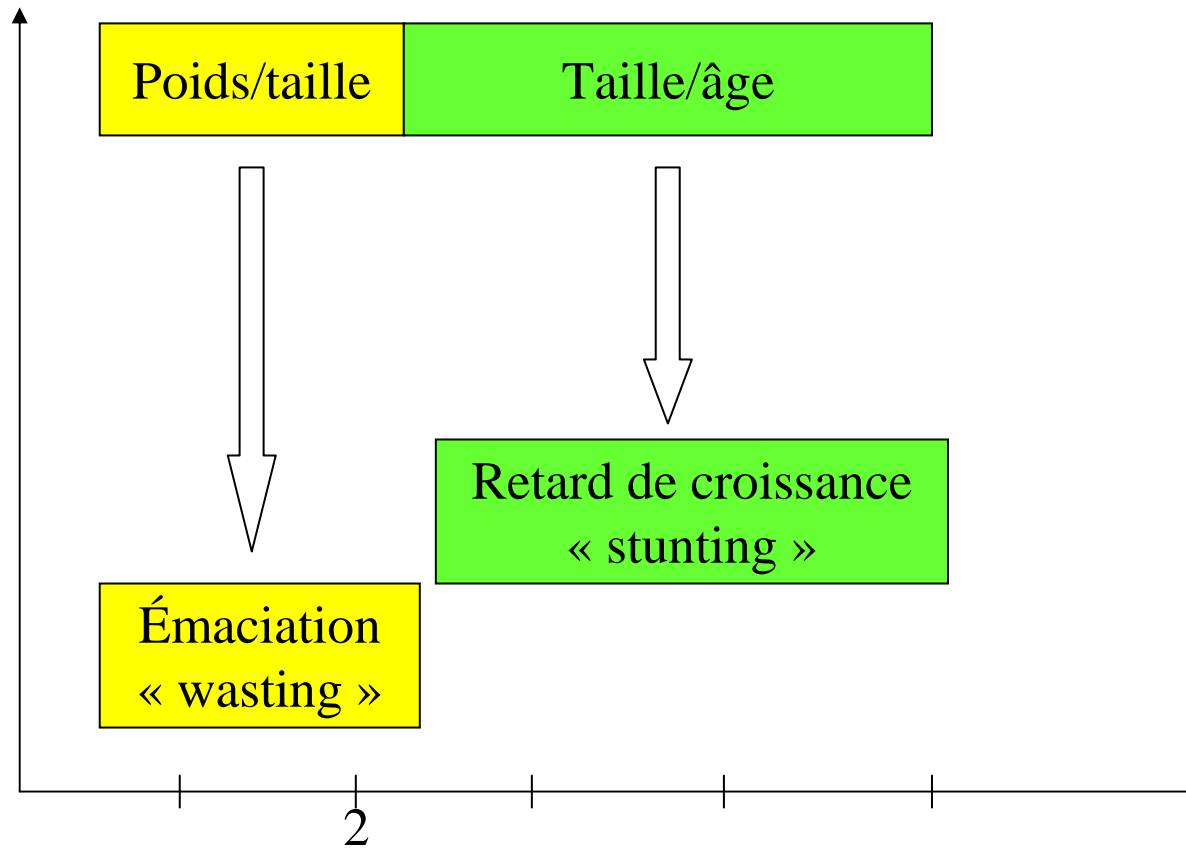 Poids/taille
Taille/âge
Retard de croissance
« stunting »
Émaciation
« wasting »
2